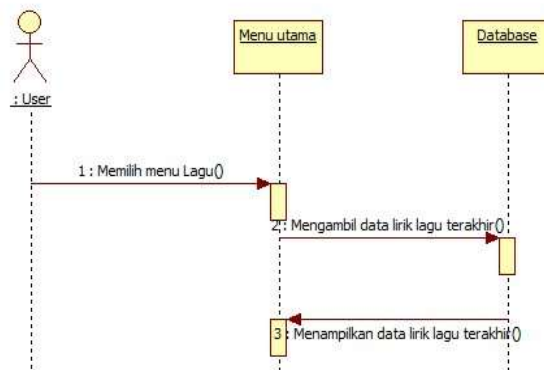 Menu utama
Database
: User
1 : Memilih menu Lagu()
2 : Mengambil data lirik lagu terakhir()
3 : Menampilkan data lirik lagu terakhir()